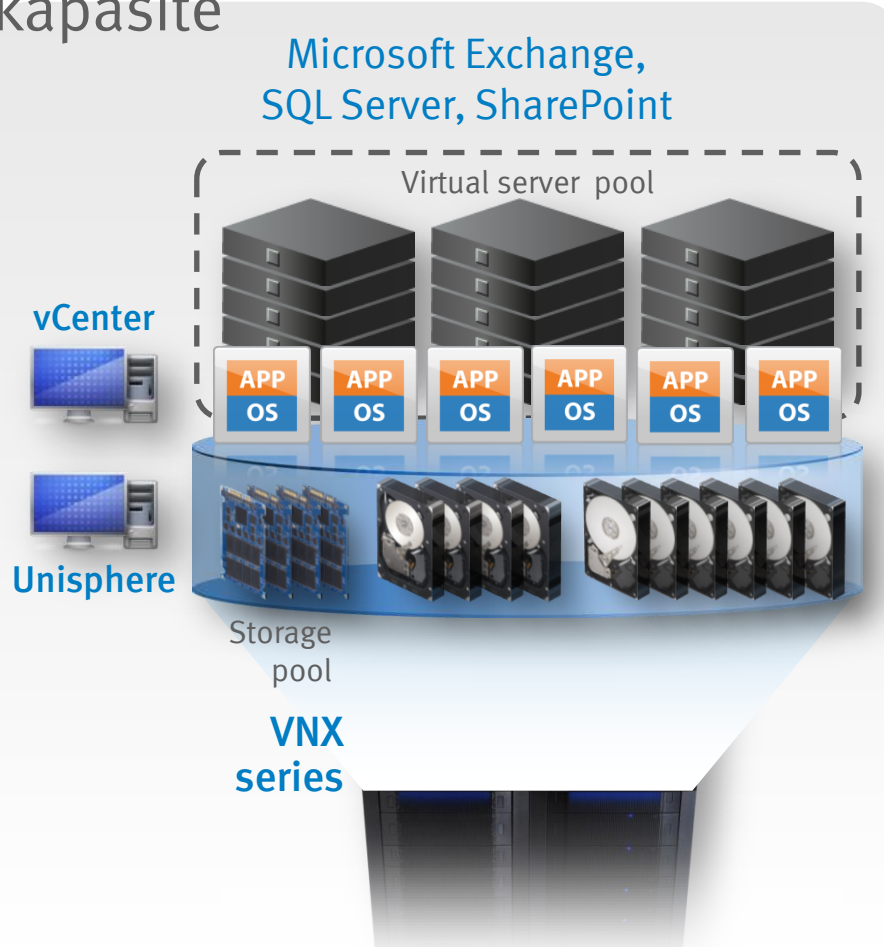 kapasite
Microsoft Exchange,
SQL Server, SharePoint
Virtual server pool
vCenter
APP APP APP APP APP APP
OS OS OS OS OS OS
Unisphere
Storage
pool
VNX
series